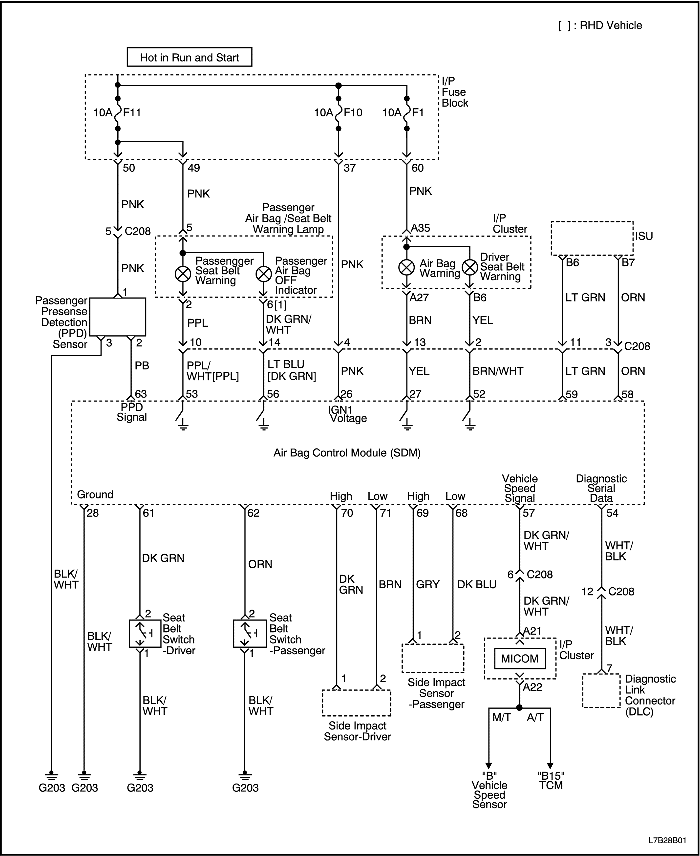 [ ] : RHD Vehicle
Hot in Run and Start
I/P
Fuse
Block
10A F11
10A F10
10A F1
50
49
37
60
PNK
PNK
PNK
Passenger
Air Bag /Seat Belt
Warning Lamp
I/P
Cluster
5 C208
5
A35
ISU
Passengger
Seat Belt
Warning
Passenger
Air Bag
OFF
Indicator
Air Bag
Warning
Driver
Seat Belt
Warning
PNK
PNK
B6
B7
1
2
6[1]
A27
B6
LT GRN
ORN
Passenger
Presense
Detection
(PPD)
Sensor
PPL
DK GRN/
WHT
BRN
YEL
3
2
10
14
4
13
2
11
3
C208
PB
PPL/
WHT[PPL]
LT BLU
[DK GRN]
PNK
YEL
BRN/WHT
LT GRN
ORN
63
53
56
26
27
52
59
58
PPD
Signal
IGN1
Voltage
Air Bag Control Module (SDM)
Ground
High
Low
High
Low
Vehicle
Speed
Signal
Diagnostic
Serial
Data
28
61
62
70
71
69
68
57
54
DK GRN
ORN
DK GRN/
WHT
WHT/
BLK
BLK/
WHT
DK
GRN
BRN
GRY
DK BLU
6 C208
12 C208
BLK/
WHT
2
Seat
Belt
Switch
-Driver
1
2
Seat
Belt
Switch
-Passenger
1
DK GRN/
WHT
WHT/
BLK
1
2
A21
MICOM
I/P
Cluster
A22
7
Diagnostic
Link
Connector
(DLC)
Side Impact
Sensor
-Passenger
BLK/
WHT
BLK/
WHT
1
2
Side Impact
Sensor-Driver
M/T
A/T
"B"
Vehicle
Speed
Sensor
"B15"
TCM
G203
G203
G203
G203
L7B28B01